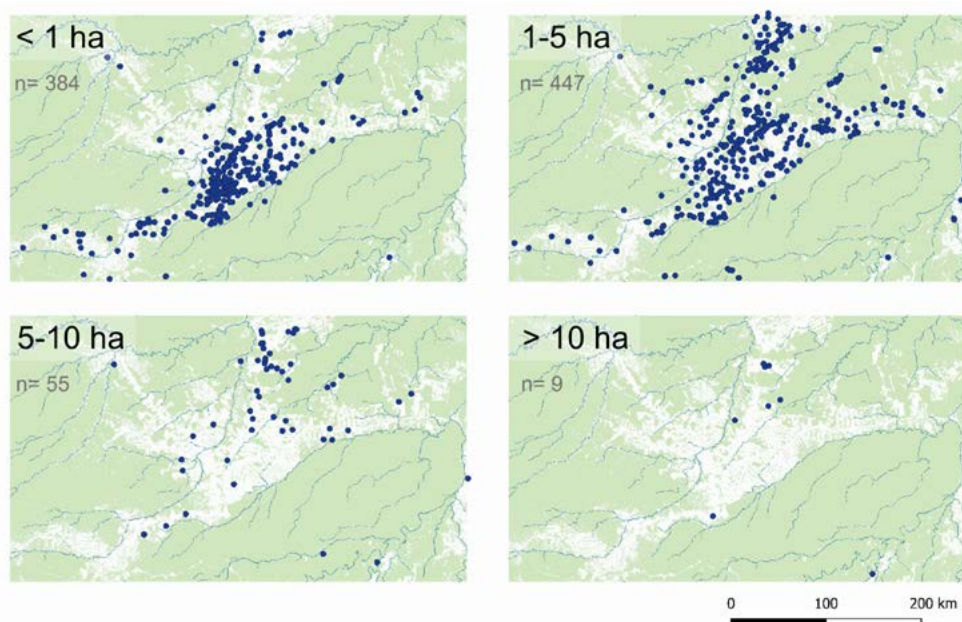 < 1 ha
n= 384
1-5 ha
n= 447
5-10 ha
n= 55
> 10 ha
n= 9
0 100 200 km